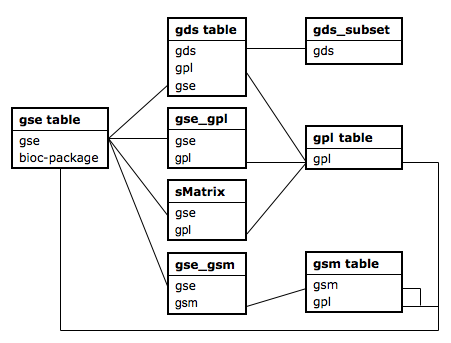 gds table
gds
gpl
gse
gds_subset
gds
gse table
gse
bioc-package
gse_gpl
gse
gpl
gpl table
gpl
sMatrix
gse
gpl
gse_gsm
gse
gsm
gsm table
gsm
gpl